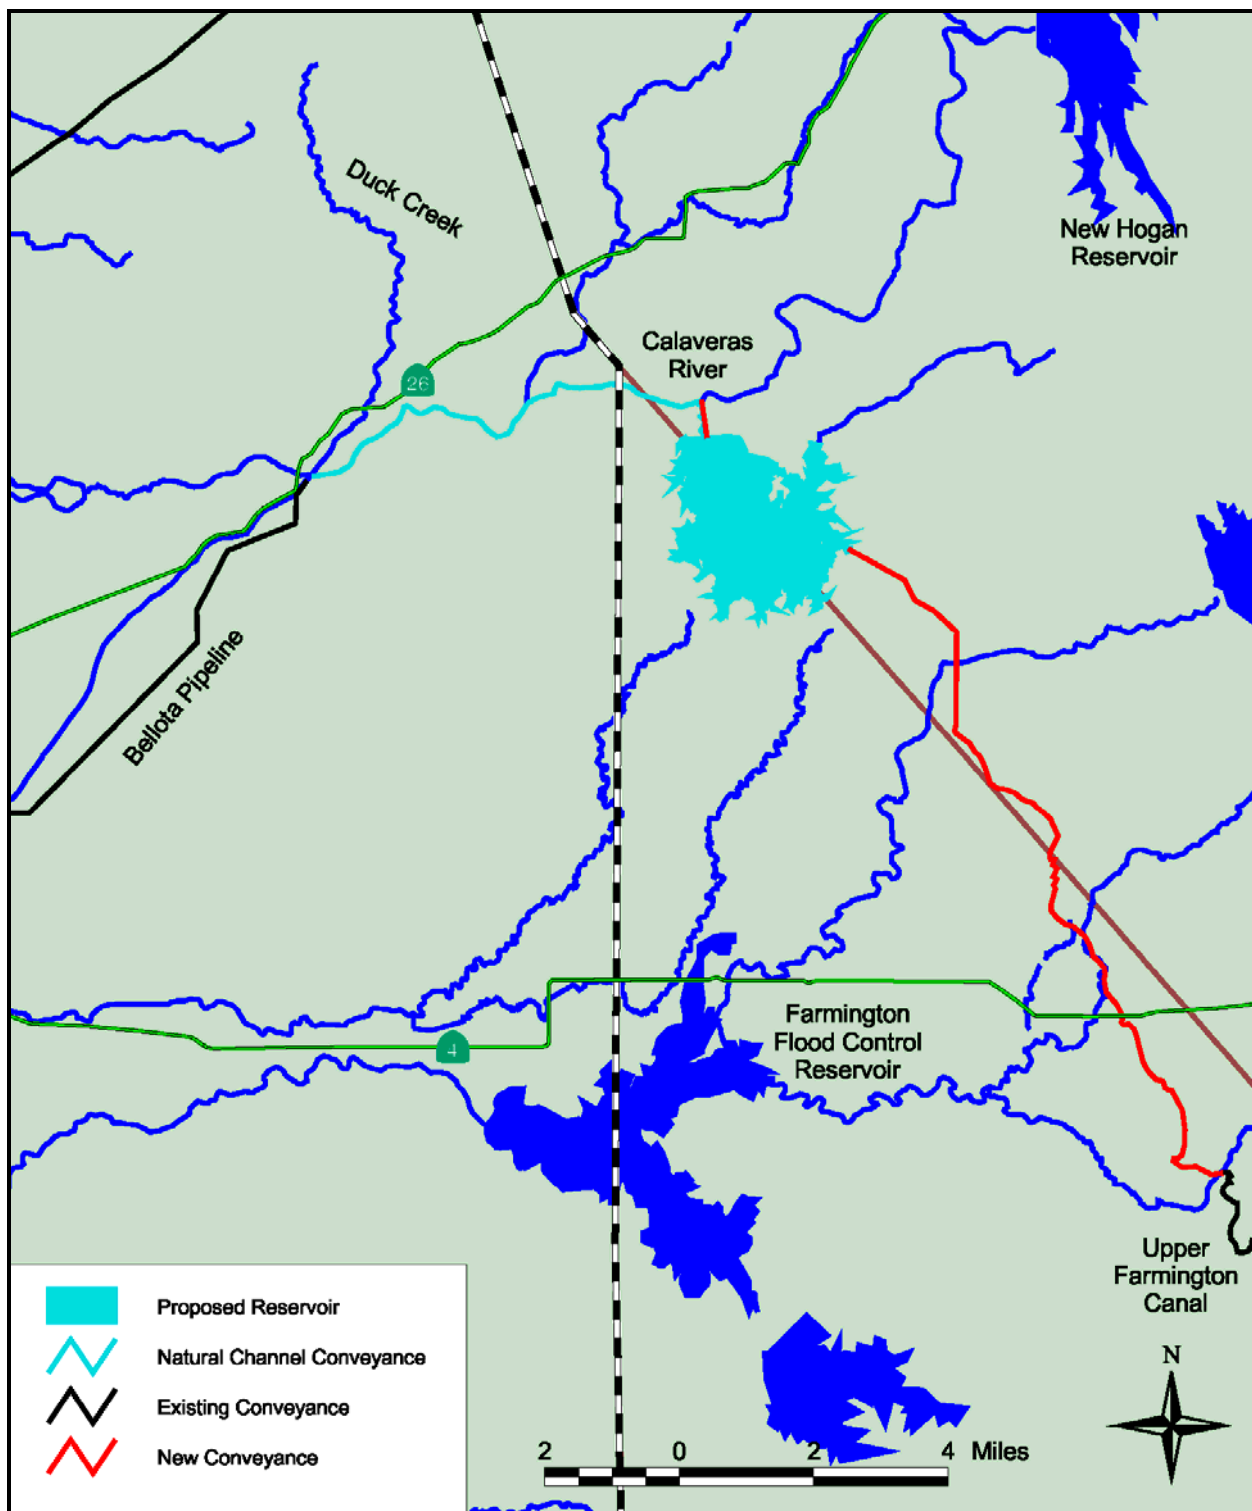 Duck Creek
New Hogan
Reservoir
Calaveras
River
26
Bellota Pipeline
Farmington
Flood Control
Reservoir
4
Upper
Farmington
Canal
Proposed Reservoir
Natural Channel Conveyance
Existing Conveyance
New Conveyance
N
2 0 2 4 Miles